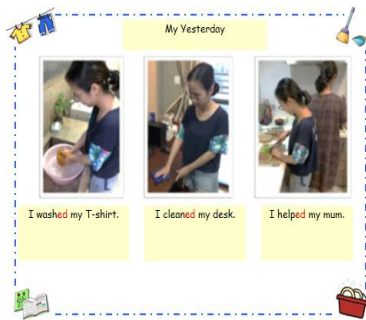 My Yesterday
I washed my T-shirt.
I cleaned my desk.
I helped my mum.